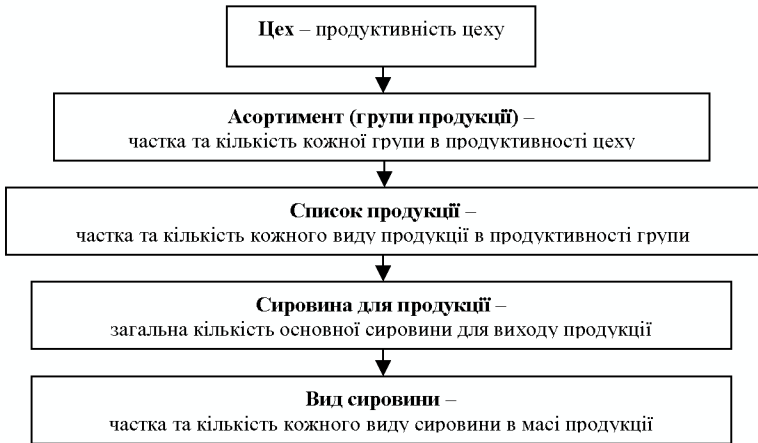 Цех – продуктивність цеху
Асортимент (групи продукції) –
частка та кількість кожної групи в продуктивності цеху
Список продукції –
частка та кількість кожного виду продукції в продуктивності групи
Сировина для продукції –
загальна кількість основної сировини для виходу продукції
Вид сировини –
частка та кількість кожного виду сировини в масі продукції